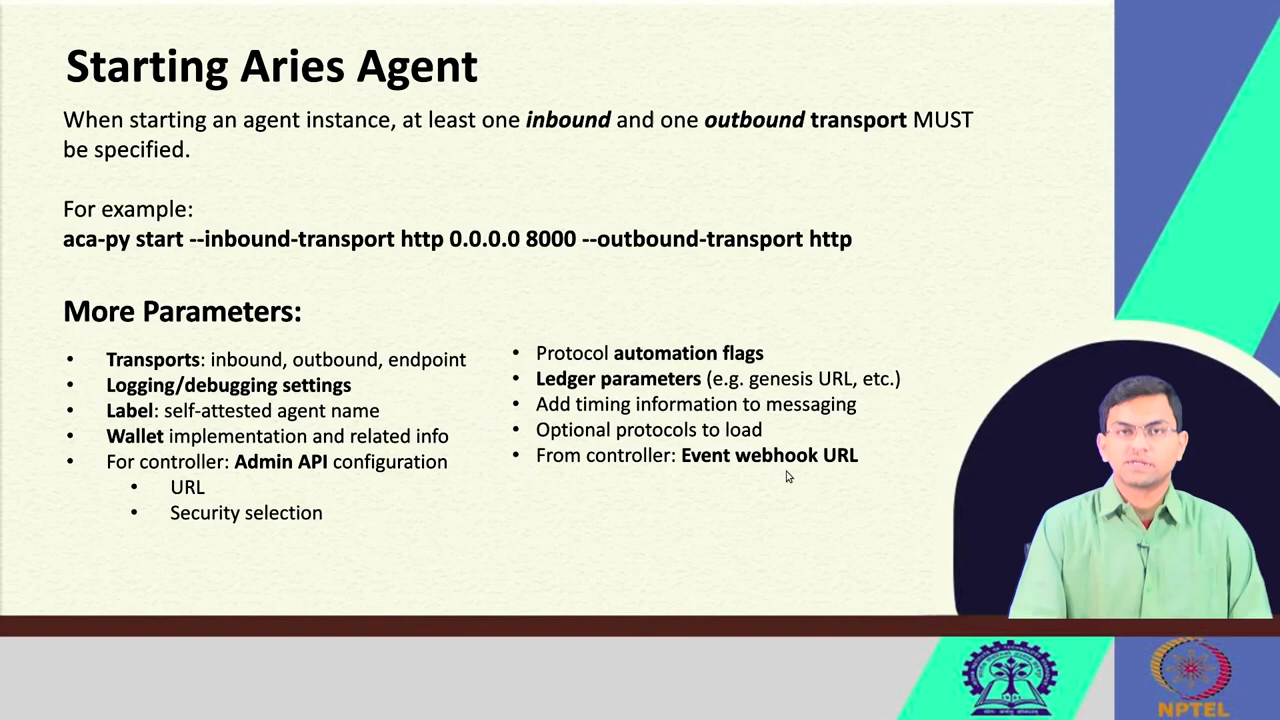 Starting Aries Agent
When starting an agent instance, at least one inbound and one outbound transport MUST
be specified.
For example:
aca-py start --inbound-transport http 0.0.0.0 8000 --outbound-transport http
More Parameters:
• Transports: inbound, outbound, endpoint
• Logging/debugging settings
• Label: self-attested agent name
• Wallet implementation and related info
• For controller: Admin API configuration
• URL
• Security selection
• Protocol automation flags
• Ledger parameters (e.g. genesis URL, etc.)
• Add timing information to messaging
• Optional protocols to load
• From controller: Event webhook URL
NPTEL